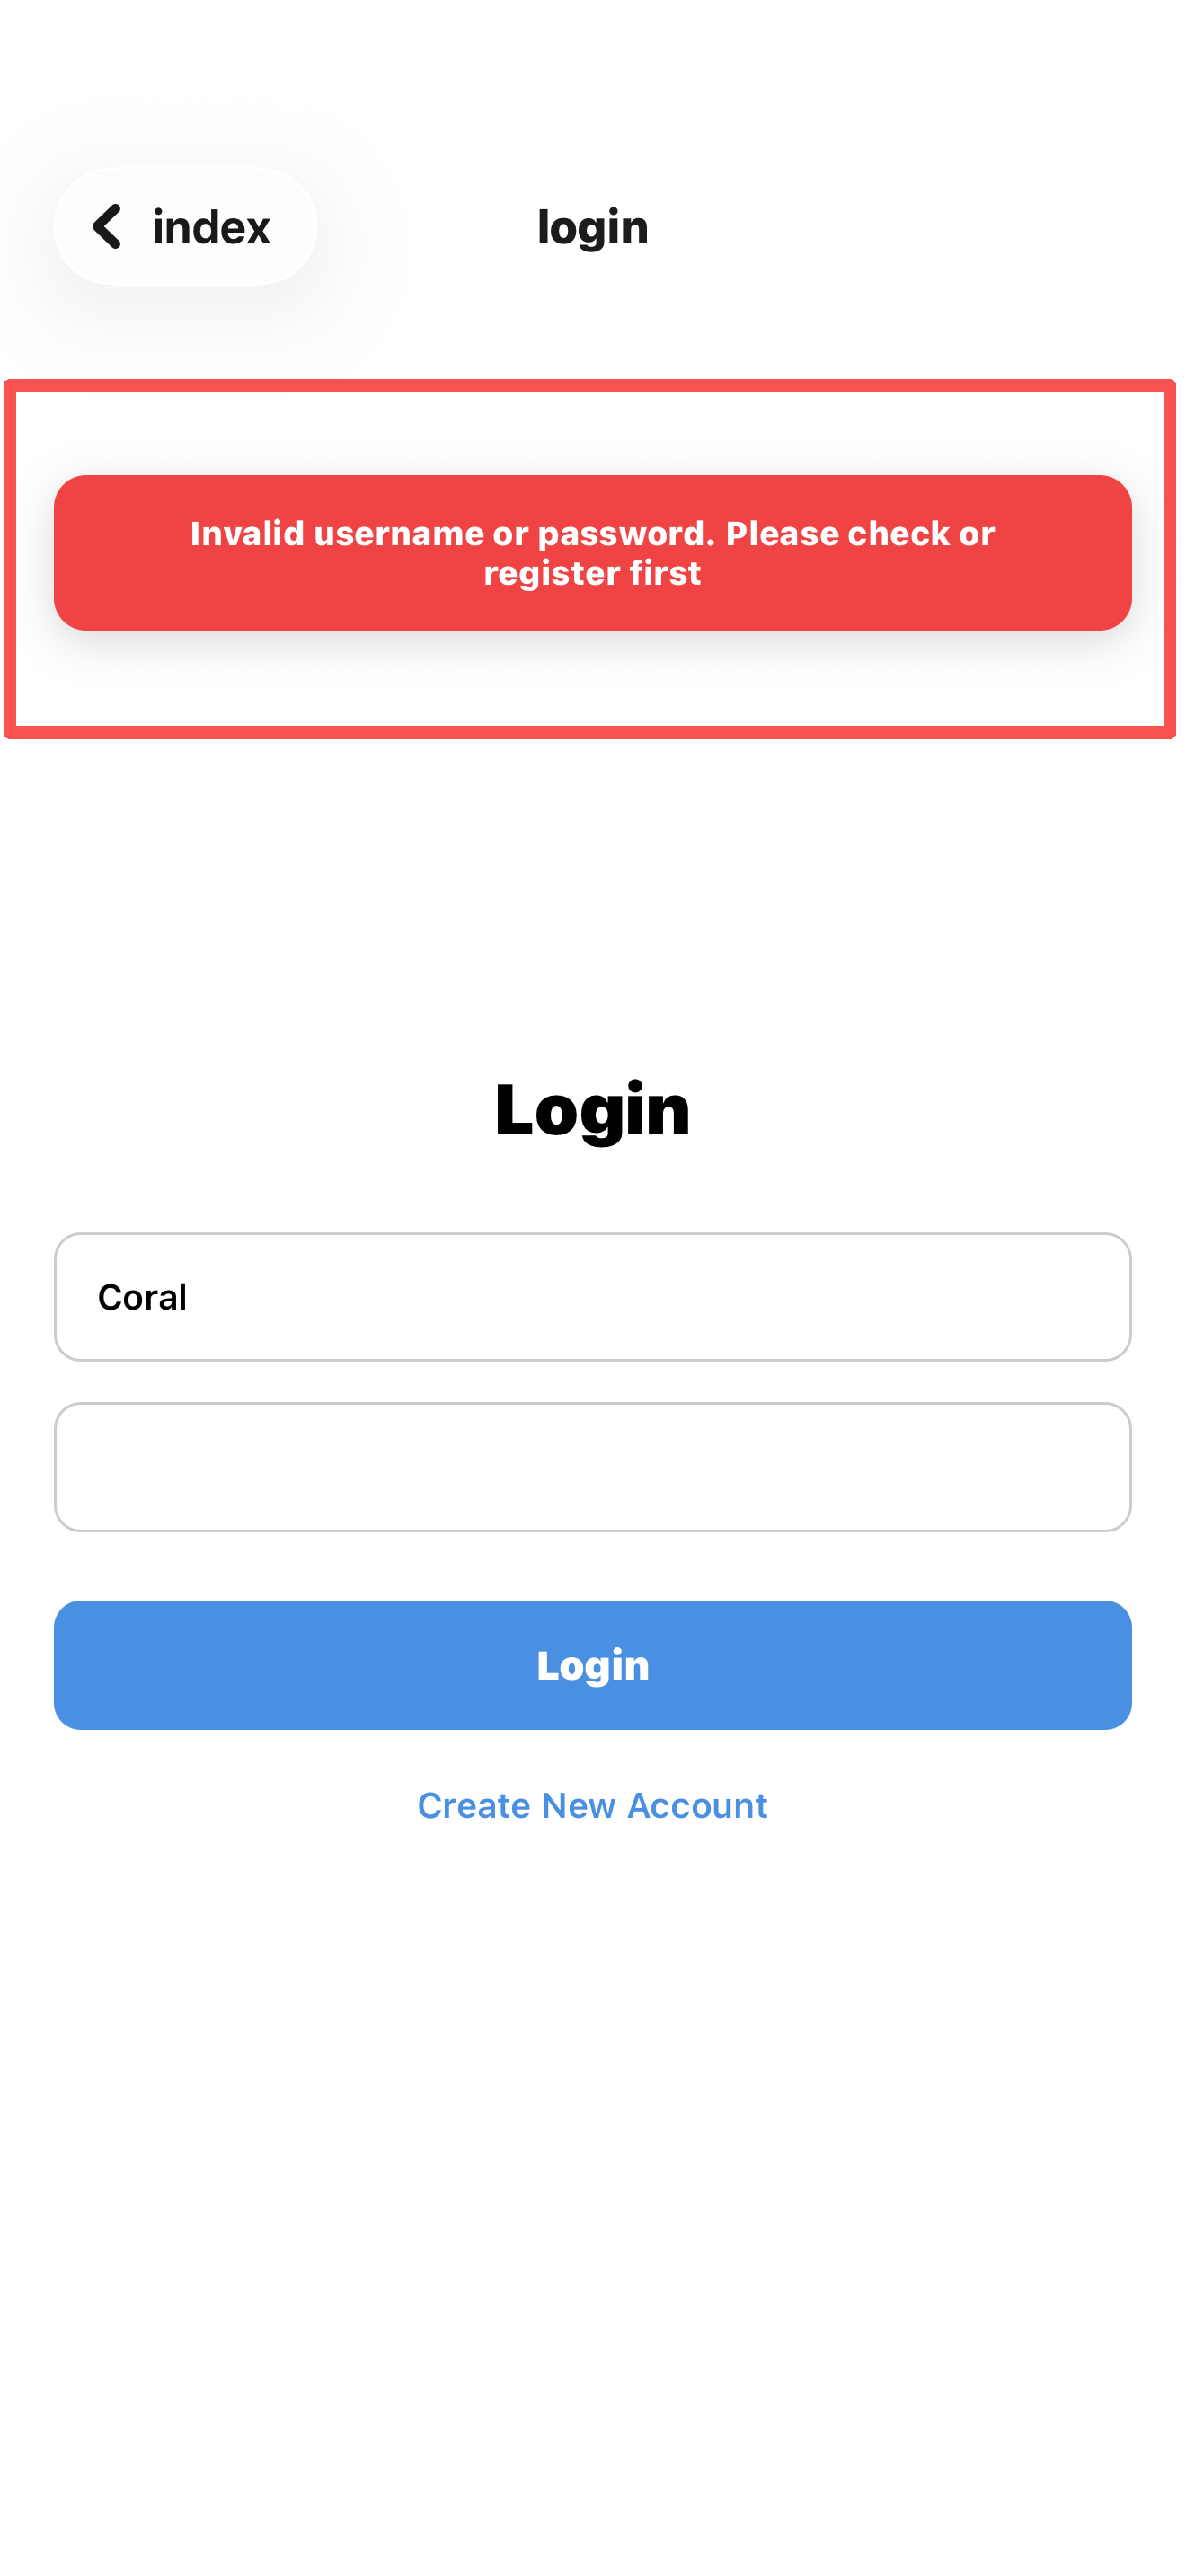 index
login
Invalid username or password. Please check or
register first
Login
Coral
Login
Create New Account